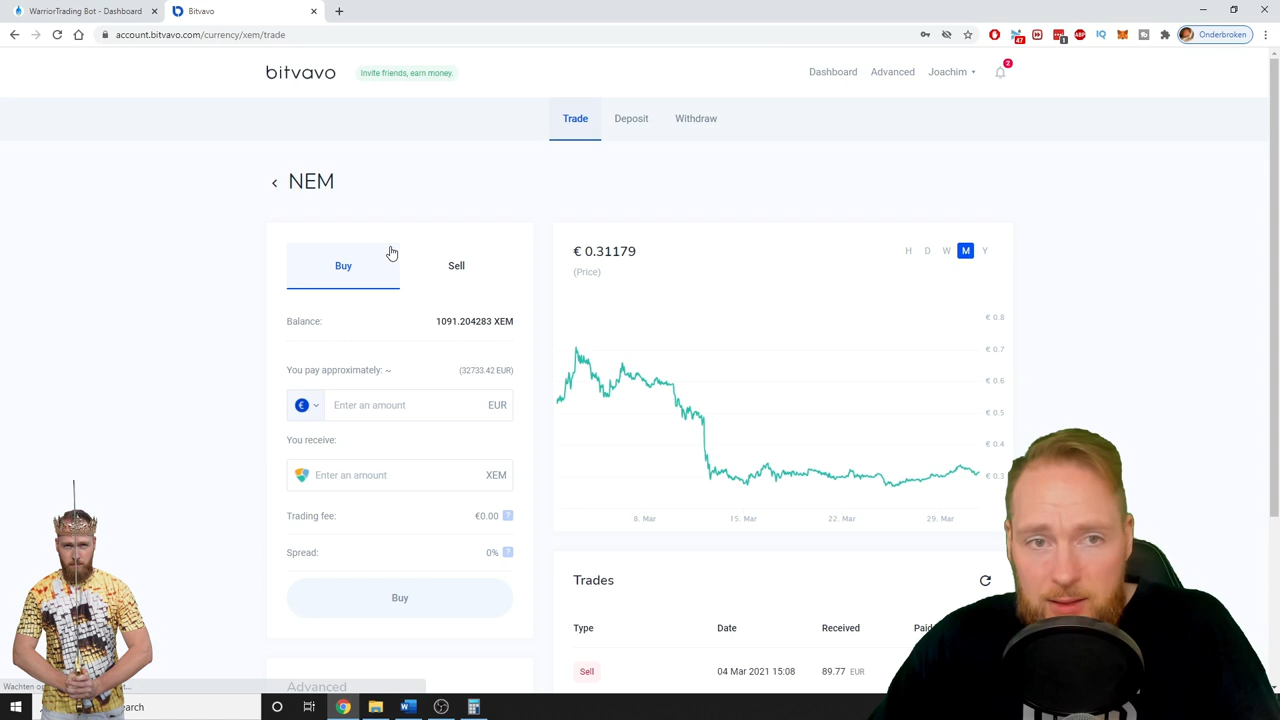 WarriorTrading Bot - Dashboard
Bitvavo
account.bitvavo.com/currency/xem/trade
47
1
ABP
IQ
Onderbroken
bitvavo
Invite friends, earn money.
Dashboard
Advanced
Joachim
2
Trade
Deposit
Withdraw
NEM
Buy
Sell
Balance:
1091.204283 XEM
You pay approximately: ~
(32733.42 EUR)
€
Enter an amount
EUR
You receive:
Enter an amount
XEM
Trading fee:
€0.00
?
Spread:
0%
?
Buy
Advanced
€ 0.31179
(Price)
H
D
W
M
Y
€ 0.8
€ 0.7
€ 0.6
€ 0.5
€ 0.4
€ 0.3
8. Mar
15. Mar
22. Mar
29. Mar
Trades
Type
Date
Received
Sell
04 Mar 2021 15:08
89.77 EUR